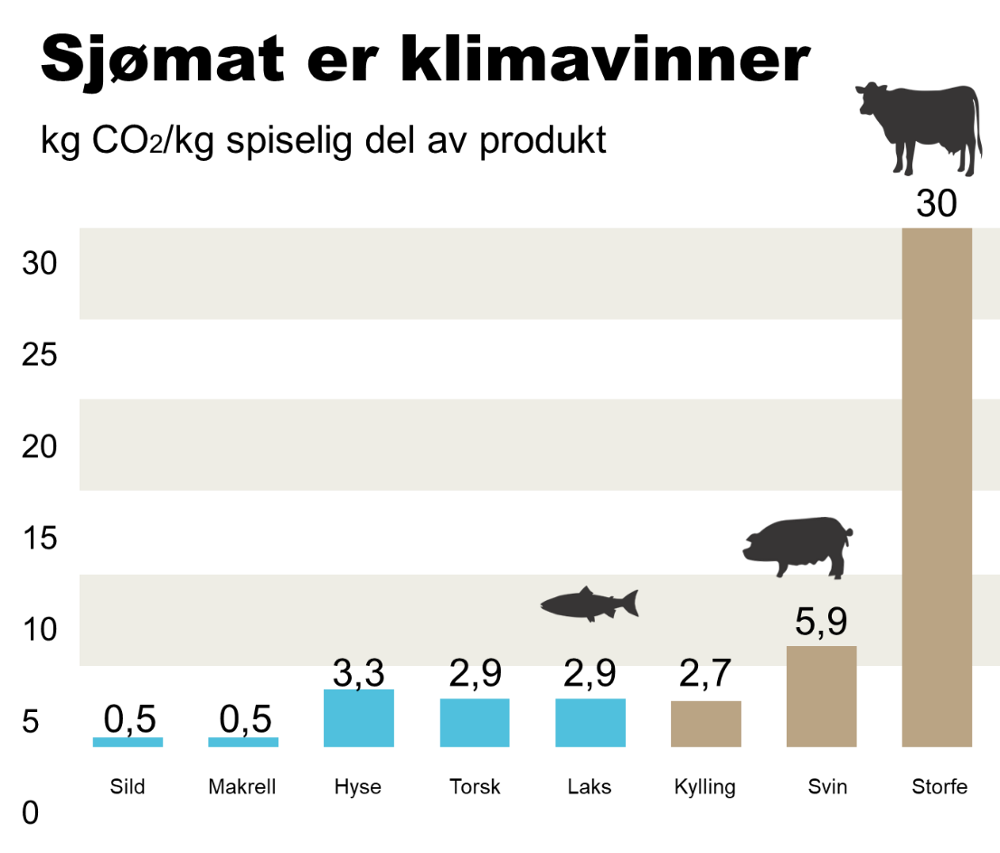 Sjømat er klimavinner
kg CO2/kg spiselig del av produkt
30
30
25
20
15
10
5
0
0,5
0,5
3,3
2,9
2,9
2,7
5,9
Sild
Makrell
Hyse
Torsk
Laks
Kylling
Svin
Storfe